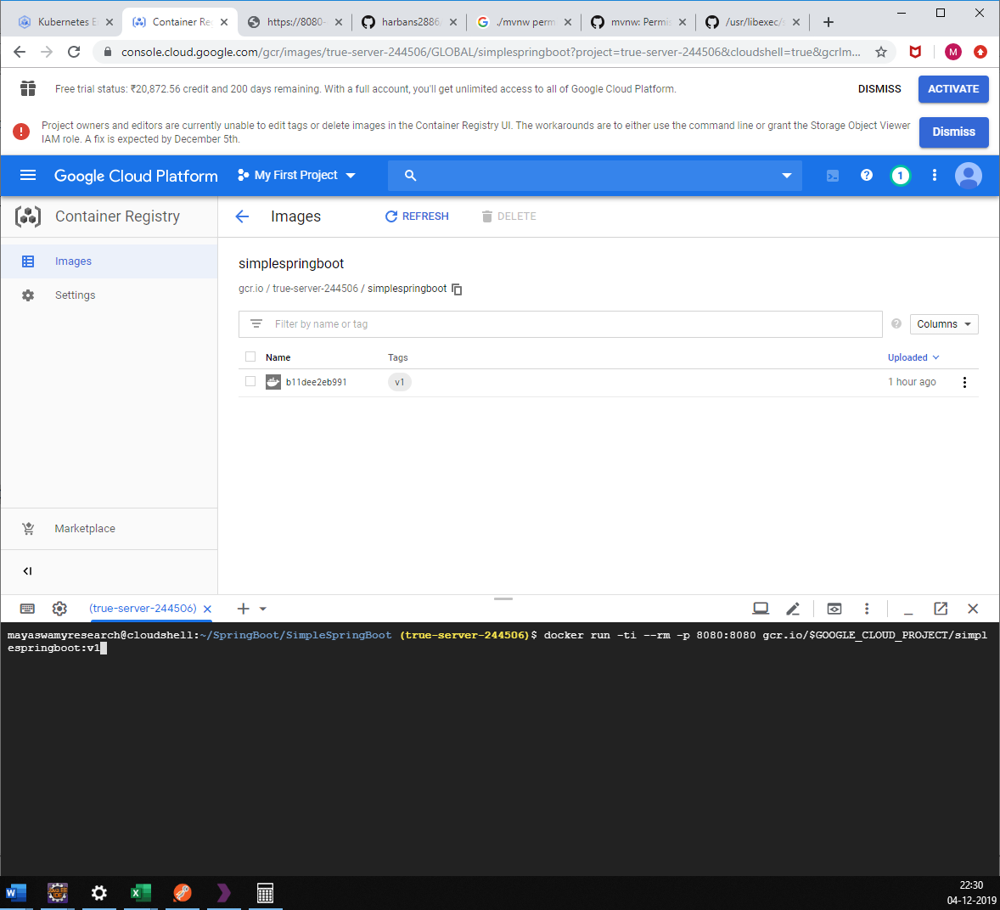 Kubernetes E
Container Re
https://8080-
harbans2886
./mvnw perm
mvnw: Permis
/usr/libexec/s
console.cloud.google.com/gcr/images/true-server-244506/GLOBAL/simplespringboot?project=true-server-244506&cloudshell=true&gcrIm...
M
Free trial status: ₹20,872.56 credit and 200 days remaining. With a full account, you'll get unlimited access to all of Google Cloud Platform.
DISMISS
ACTIVATE
Project owners and editors are currently unable to edit tags or delete images in the Container Registry UI. The workarounds are to either use the command line or grant the Storage Object Viewer
IAM role. A fix is expected by December 5th.
Dismiss
Google Cloud Platform
My First Project
1
Container Registry
Images
REFRESH
DELETE
Images
Settings
simplespringboot
gcr.io / true-server-244506 / simplespringboot
Filter by name or tag
Columns
Name
Tags
Uploaded
b11dee2eb991
v1
1 hour ago
Marketplace
(true-server-244506)
mayaswamyresearch@cloudshell:~/SpringBoot/SimpleSpringBoot (true-server-244506)$ docker run -ti --rm -p 8080:8080 gcr.io/$GOOGLE_CLOUD_PROJECT/simpl
espringboot:v1
22:30
04-12-2019